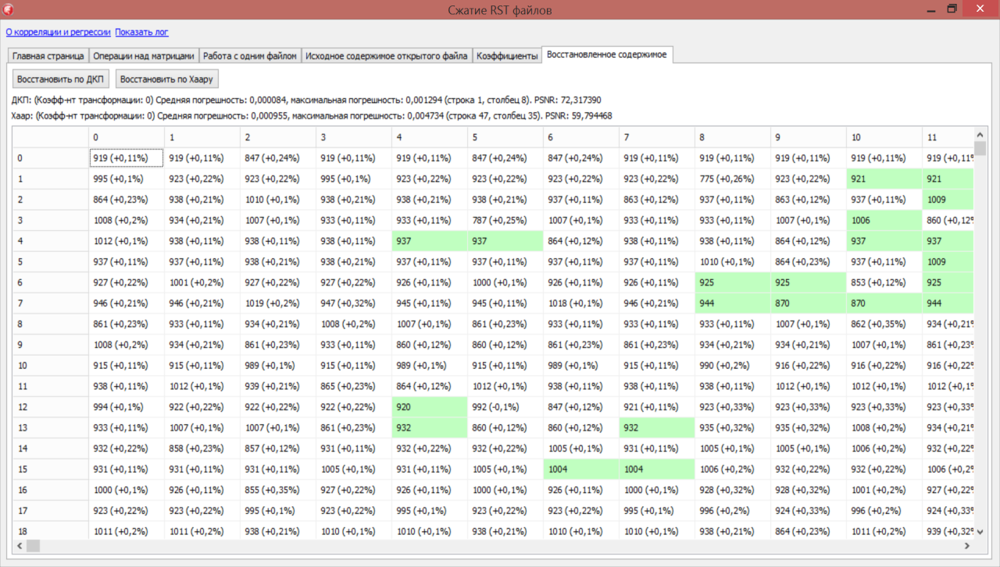 Сжатие RST файлов
О корреляции и регрессии Показать лог
Главная страница Операции над матрицами Работа с одним файлом Исходное содержимое открытого файла Коэффициенты Восстановленное содержимое
Восстановить по ДКП Восстановить по Хаару
ДКП: (Коэфф-нт трансформации: 0) Средняя погрешность: 0,000084, максимальная погрешность: 0,001294 (строка 1, столбец 8). PSNR: 72,317390
Хаар: (Коэфф-нт трансформации: 0) Средняя погрешность: 0,000955, максимальная погрешность: 0,004734 (строка 47, столбец 35). PSNR: 59,794468
0 1 2 3 4 5 6 7 8 9 10 11
0 919 (+0,11%) 919 (+0,11%) 847 (+0,24%) 919 (+0,11%) 919 (+0,11%) 847 (+0,24%) 847 (+0,24%) 919 (+0,11%) 919 (+0,11%) 919 (+0,11%) 919 (+0,11%) 919 (+0,11%
1 995 (+0,1%) 923 (+0,22%) 923 (+0,22%) 995 (+0,1%) 923 (+0,22%) 923 (+0,22%) 923 (+0,22%) 923 (+0,22%) 775 (+0,26%) 923 (+0,22%) 921 921
2 864 (+0,23%) 938 (+0,21%) 1010 (+0,1%) 938 (+0,21%) 938 (+0,21%) 938 (+0,21%) 937 (+0,11%) 863 (+0,12%) 937 (+0,11%) 863 (+0,12%) 937 (+0,11%) 1009
3 1008 (+0,2%) 934 (+0,21%) 1007 (+0,1%) 933 (+0,11%) 933 (+0,11%) 787 (+0,25%) 1007 (+0,1%) 933 (+0,11%) 933 (+0,11%) 1007 (+0,1%) 1006 860 (+0,12%
4 1012 (+0,1%) 938 (+0,11%) 938 (+0,11%) 938 (+0,11%) 937 937 864 (+0,12%) 938 (+0,11%) 938 (+0,11%) 864 (+0,12%) 937 937
5 937 (+0,11%) 937 (+0,11%) 938 (+0,21%) 938 (+0,21%) 937 (+0,11%) 937 (+0,11%) 937 (+0,11%) 937 (+0,11%) 1010 (+0,1%) 864 (+0,23%) 937 (+0,11%) 1009
6 927 (+0,22%) 1001 (+0,2%) 927 (+0,22%) 927 (+0,22%) 926 (+0,11%) 1000 (+0,1%) 926 (+0,11%) 926 (+0,11%) 925 925 853 (+0,12%) 925
7 946 (+0,21%) 946 (+0,21%) 1019 (+0,2%) 947 (+0,32%) 945 (+0,11%) 945 (+0,11%) 1018 (+0,1%) 946 (+0,21%) 944 870 870 944
8 861 (+0,23%) 933 (+0,11%) 934 (+0,21%) 1008 (+0,2%) 1007 (+0,1%) 861 (+0,23%) 933 (+0,11%) 933 (+0,11%) 933 (+0,11%) 1007 (+0,1%) 862 (+0,35%) 934 (+0,21%
9 1008 (+0,2%) 934 (+0,21%) 861 (+0,23%) 933 (+0,11%) 860 (+0,12%) 860 (+0,12%) 861 (+0,23%) 861 (+0,23%) 934 (+0,21%) 934 (+0,21%) 1007 (+0,1%) 861 (+0,23%
10 915 (+0,11%) 915 (+0,11%) 989 (+0,1%) 915 (+0,11%) 989 (+0,1%) 915 (+0,11%) 989 (+0,1%) 915 (+0,11%) 990 (+0,2%) 916 (+0,22%) 916 (+0,22%) 916 (+0,22%
11 938 (+0,11%) 1012 (+0,1%) 939 (+0,21%) 865 (+0,23%) 864 (+0,12%) 1012 (+0,1%) 938 (+0,11%) 938 (+0,11%) 938 (+0,11%) 1012 (+0,1%) 1012 (+0,1%) 1012 (+0,1%
12 994 (+0,1%) 922 (+0,22%) 922 (+0,22%) 922 (+0,22%) 920 992 (-0,1%) 847 (+0,12%) 921 (+0,11%) 923 (+0,33%) 923 (+0,33%) 923 (+0,33%) 923 (+0,33%
13 933 (+0,11%) 1007 (+0,1%) 1007 (+0,1%) 861 (+0,23%) 932 860 (+0,12%) 860 (+0,12%) 932 935 (+0,32%) 935 (+0,32%) 1008 (+0,2%) 934 (+0,21%
14 932 (+0,22%) 858 (+0,23%) 857 (+0,12%) 931 (+0,11%) 932 (+0,22%) 932 (+0,22%) 1005 (+0,1%) 931 (+0,11%) 1005 (+0,1%) 1005 (+0,1%) 1006 (+0,2%) 932 (+0,22%
15 931 (+0,11%) 931 (+0,11%) 931 (+0,11%) 1005 (+0,1%) 931 (+0,11%) 1005 (+0,1%) 1004 1004 1006 (+0,2%) 932 (+0,22%) 932 (+0,22%) 1006 (+0,2%
16 1000 (+0,1%) 926 (+0,11%) 855 (+0,35%) 927 (+0,22%) 926 (+0,11%) 1000 (+0,1%) 926 (+0,11%) 1000 (+0,1%) 928 (+0,32%) 928 (+0,32%) 1001 (+0,2%) 927 (+0,22%
17 923 (+0,22%) 923 (+0,22%) 995 (+0,1%) 923 (+0,22%) 995 (+0,1%) 923 (+0,22%) 923 (+0,22%) 995 (+0,1%) 996 (+0,2%) 924 (+0,33%) 996 (+0,2%) 924 (+0,33%
18 1011 (+0,2%) 1011 (+0,2%) 938 (+0,21%) 1010 (+0,1%) 1010 (+0,1%) 938 (+0,21%) 1010 (+0,1%) 1010 (+0,1%) 938 (+0,21%) 864 (+0,23%) 1011 (+0,2%) 939 (+0,32%